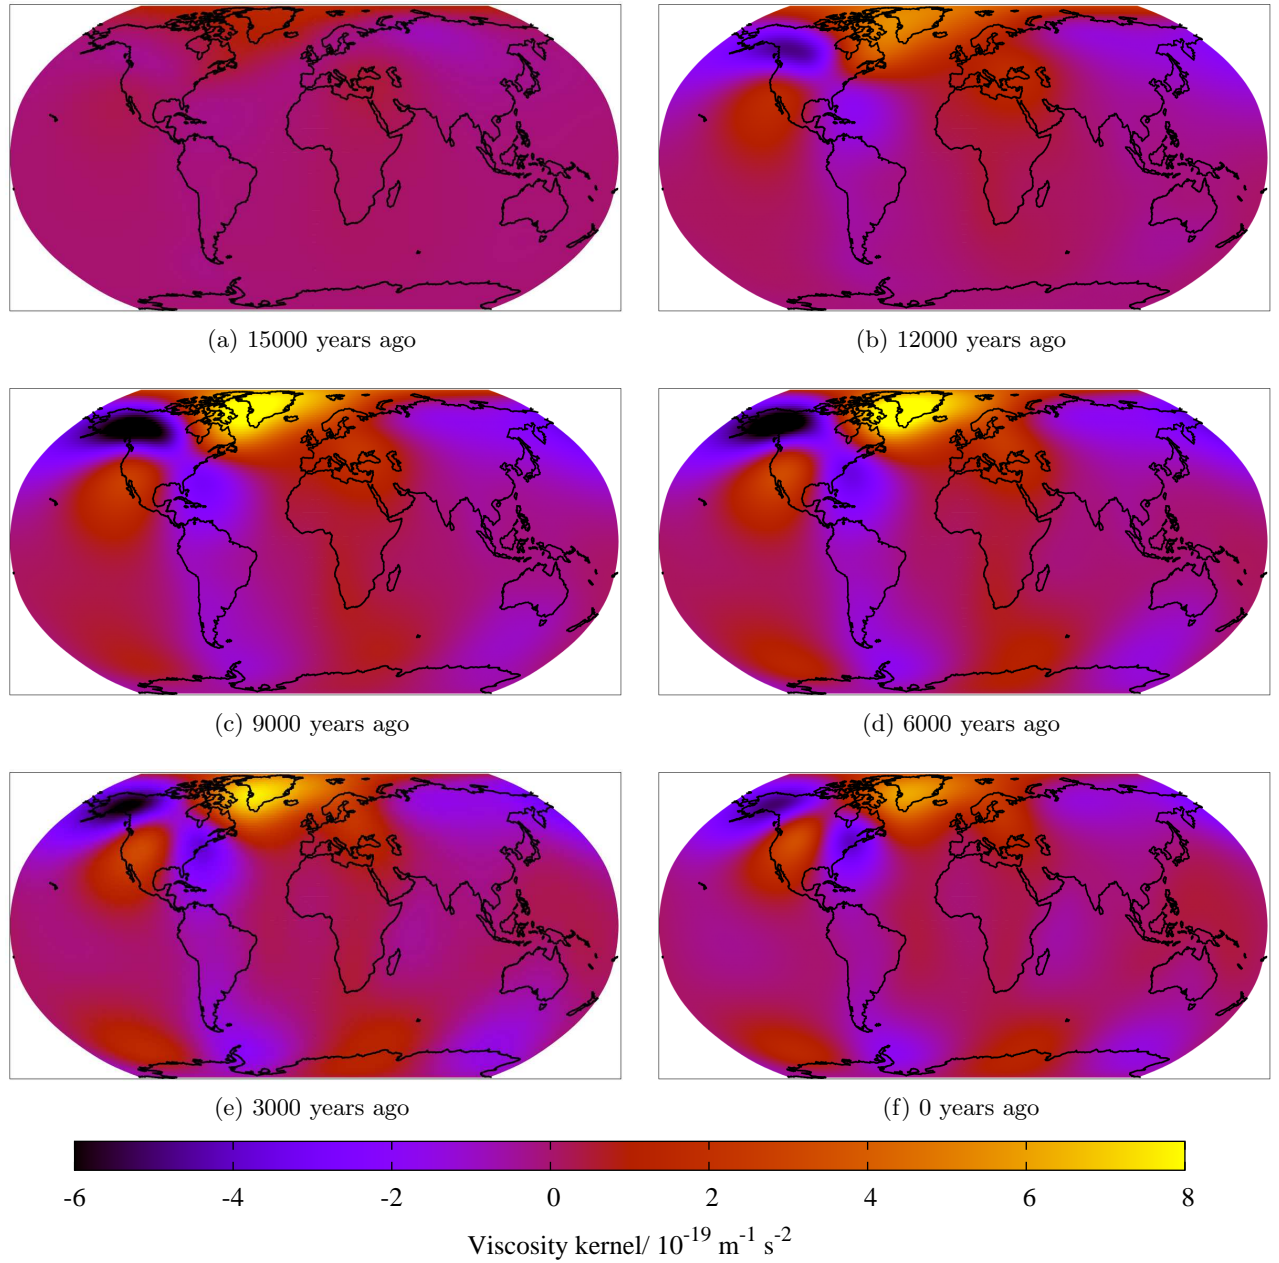 (a) 15000 years ago
(b) 12000 years ago
(c) 9000 years ago
(d) 6000 years ago
(e) 3000 years ago
(f) 0 years ago
-6 -4 -2 0 2 4 6 8
Viscosity kernel/ 10^-19 m^-1 s^-2